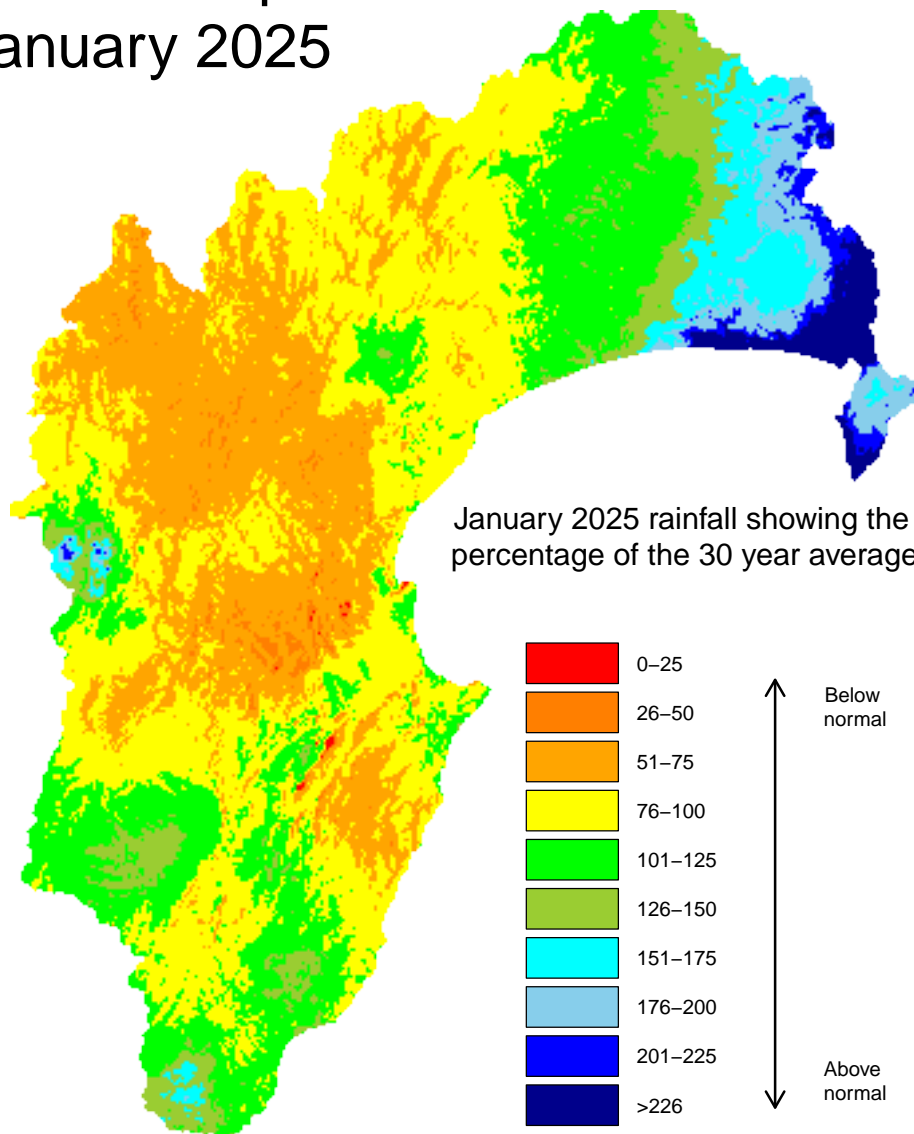 anuary 2025
January 2025 rainfall showing the
percentage of the 30 year average
0–25
26–50
51–75
76–100
101–125
126–150
151–175
176–200
201–225
>226
Below
normal
Above
normal